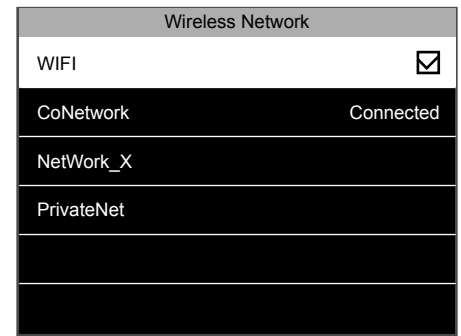 Wireless Network
WIFI
CoNetwork Connected
NetWork_X
PrivateNet